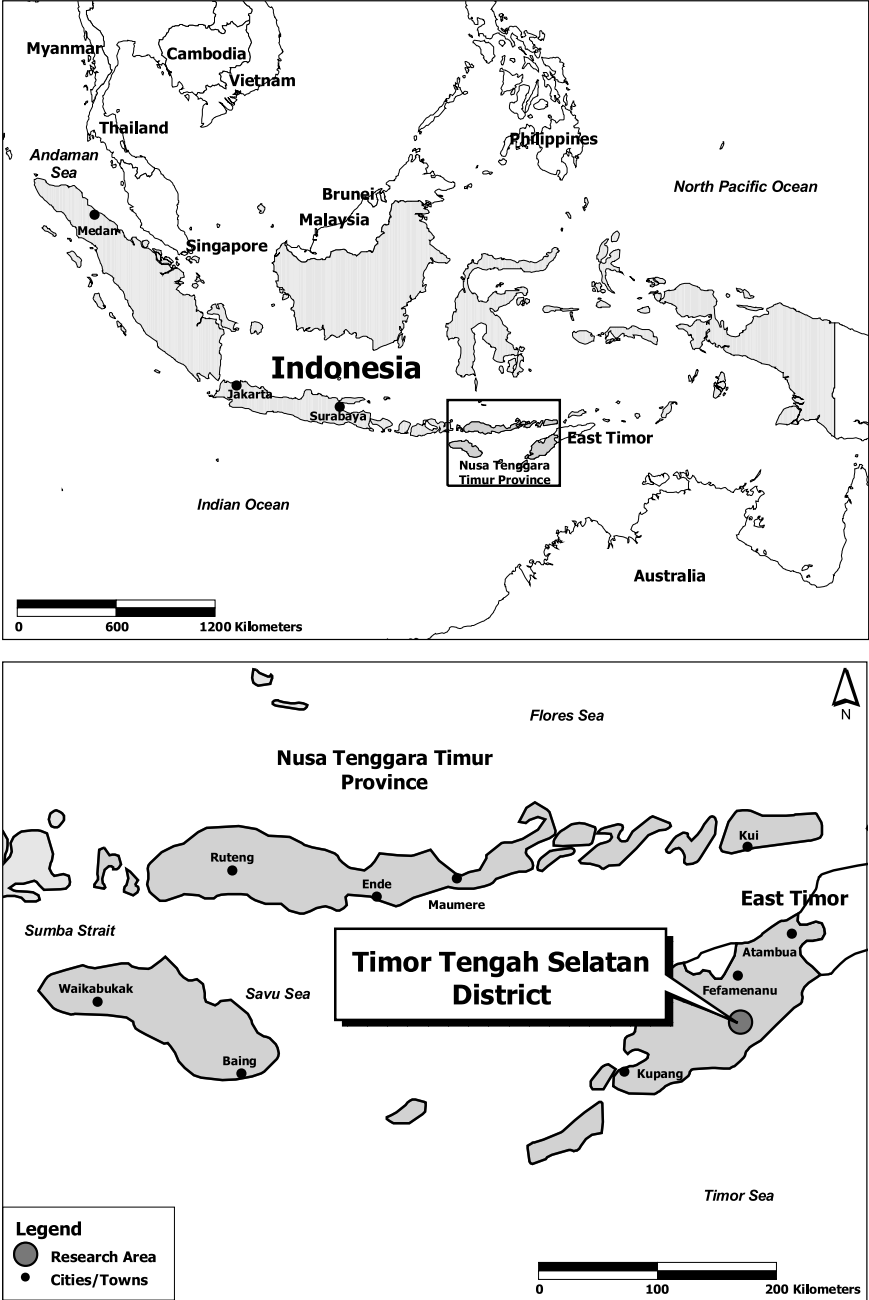 Myanmar
Cambodia
Vietnam
Thailand
Philippines
Andaman
Sea
North Pacific Ocean
Brunei
Malaysia
Medan
Singapore
Indonesia
Jakarta
Surabaya
East Timor
Nusa Tenggara
Timur Province
Indian Ocean
Australia
0 600 1200 Kilometers
N
Flores Sea
Nusa Tenggara Timur
Province
Kui
Ruteng
Ende
Maumere
East Timor
Sumba Strait
Atambua
Timor Tengah Selatan
District
Fefamenanu
Waikabukak
Savu Sea
Baing
Kupang
Timor Sea
Legend
Research Area
Cities/Towns
0 100 200 Kilometers